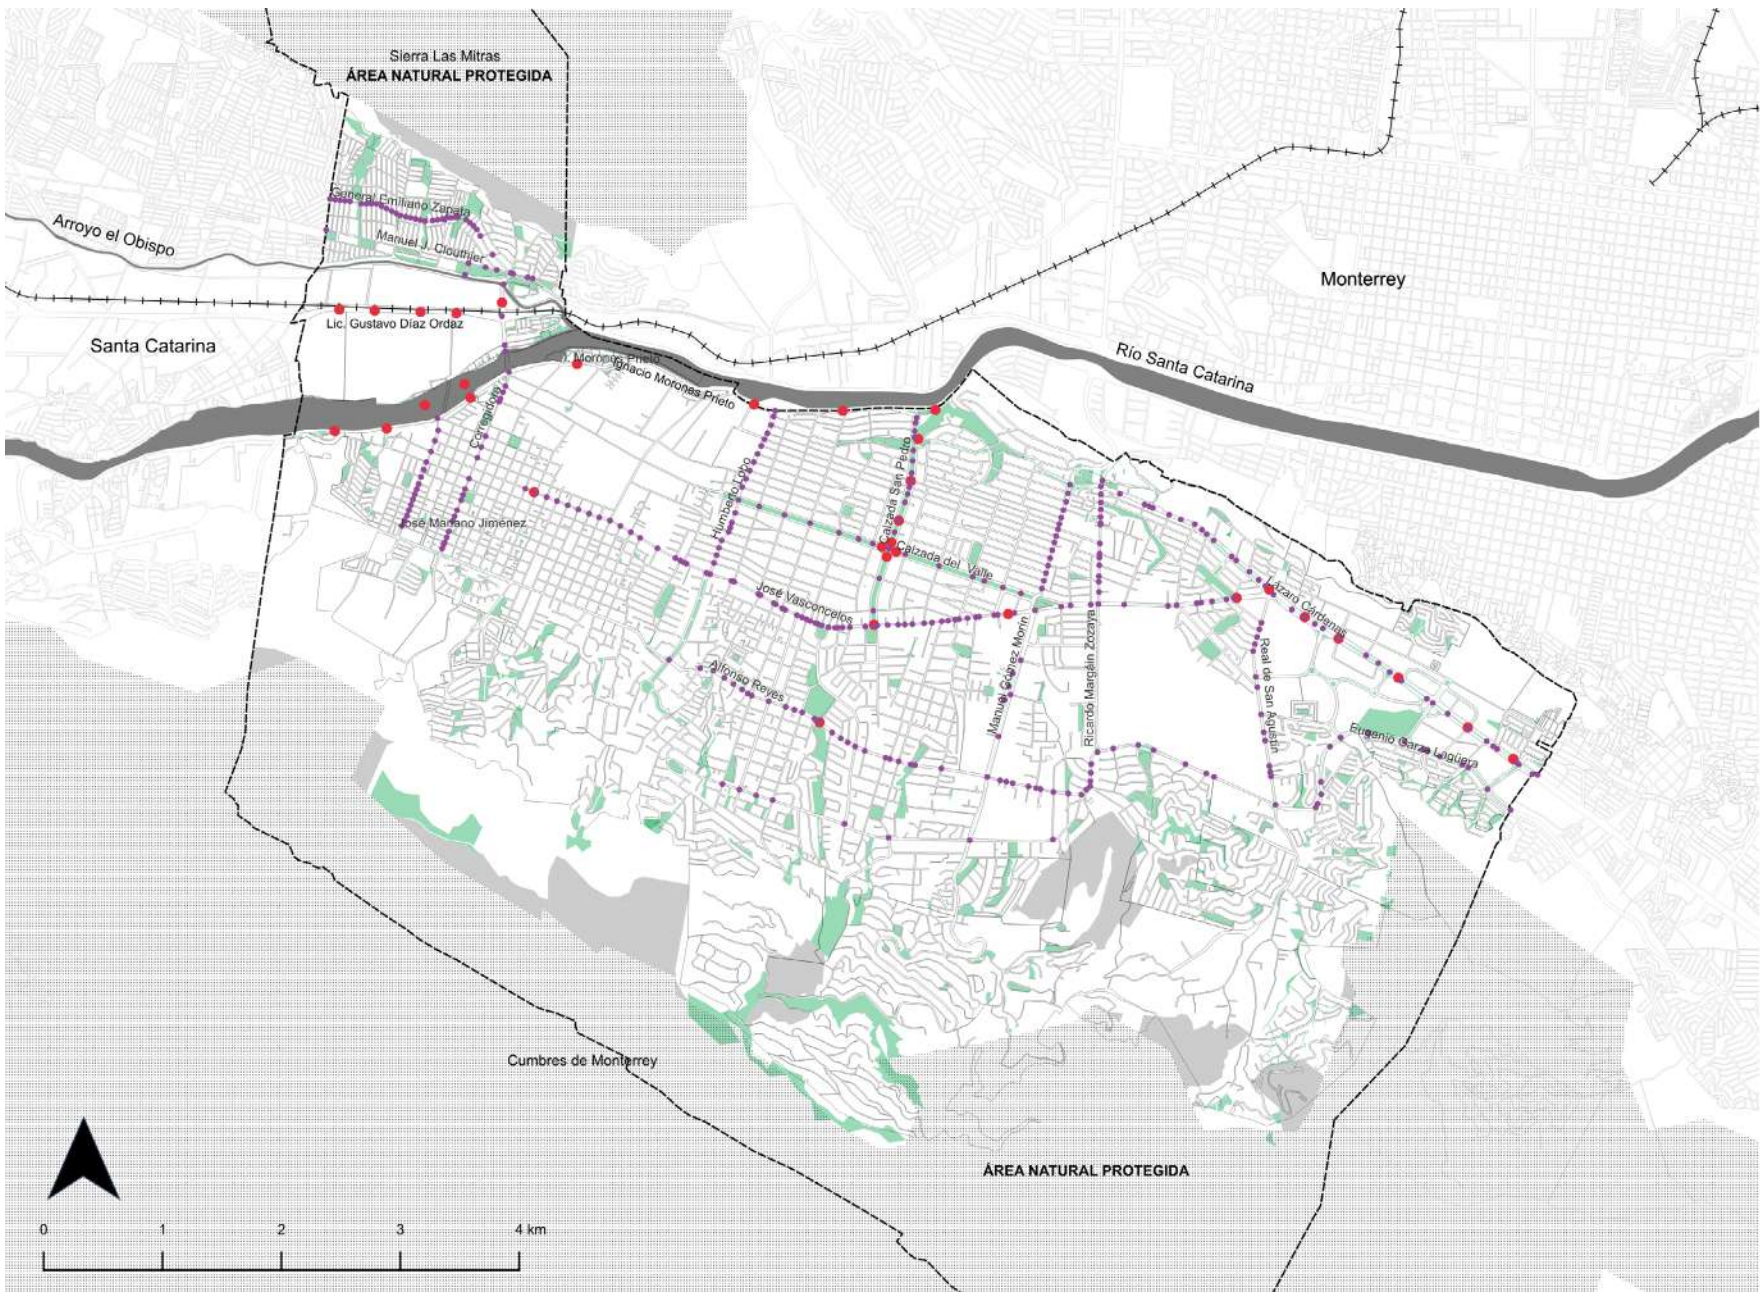 Sierra Las Mitras
ÁREA NATURAL PROTEGIDA
General Emiliano Zapata
Arroyo el Obispo
Manuel J. Clouthier
Monterrey
Lic. Gustavo Díaz Ordaz
Santa Catarina
Río Santa Catarina
Morones Prieto
Ignacio Morones Prieto
Corregidora
Humberto Lobo
Calzada San Pedro
José Mariano Jiménez
Calzada del Valle
José Vasconcelos
Lázaro Cárdenas
Alfonso Reyes
Manuel Gómez Morín
Ricardo Margáin Zozaya
Real de San Agustín
Eugenio Garza Lagüera
Cumbres de Monterrey
ÁREA NATURAL PROTEGIDA
0 1 2 3 4 km